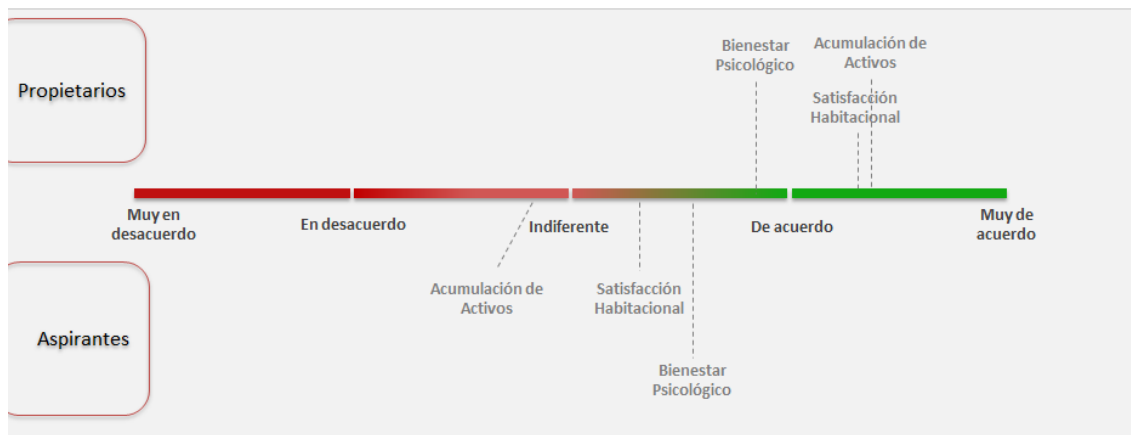 Propietarios
Bienestar
Psicológico
Acumulación de
Activos
Satisfacción
Habitacional
Muy en
desacuerdo
En desacuerdo
Indiferente
De acuerdo
Muy de
acuerdo
Aspirantes
Acumulación de
Activos
Satisfacción
Habitacional
Bienestar
Psicológico